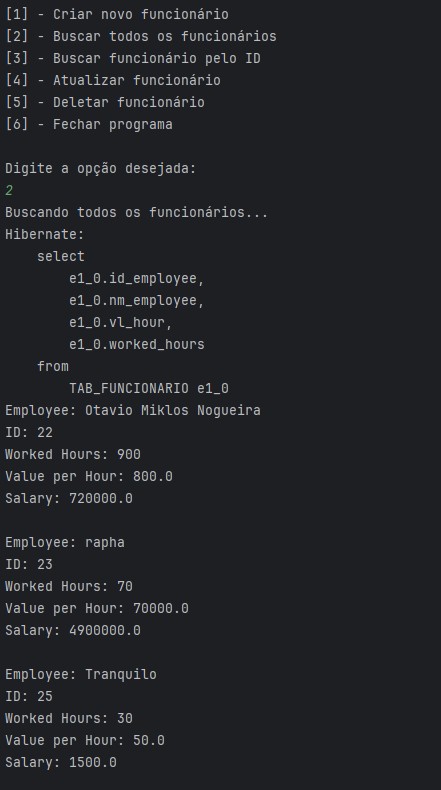 [1] - Criar novo funcionário
[2] - Buscar todos os funcionários
[3] - Buscar funcionário pelo ID
[4] - Atualizar funcionário
[5] - Deletar funcionário
[6] - Fechar programa
Digite a opção desejada:
2
Buscando todos os funcionários...
Hibernate:
select
e1_0.id_employee,
e1_0.nm_employee,
e1_0.vl_hour,
e1_0.worked_hours
from
TAB_FUNCIONARIO e1_0
Employee: Otavio Miklos Nogueira
ID: 22
Worked Hours: 900
Value per Hour: 800.0
Salary: 720000.0
Employee: rapha
ID: 23
Worked Hours: 70
Value per Hour: 70000.0
Salary: 4900000.0
Employee: Tranquilo
ID: 25
Worked Hours: 30
Value per Hour: 50.0
Salary: 1500.0